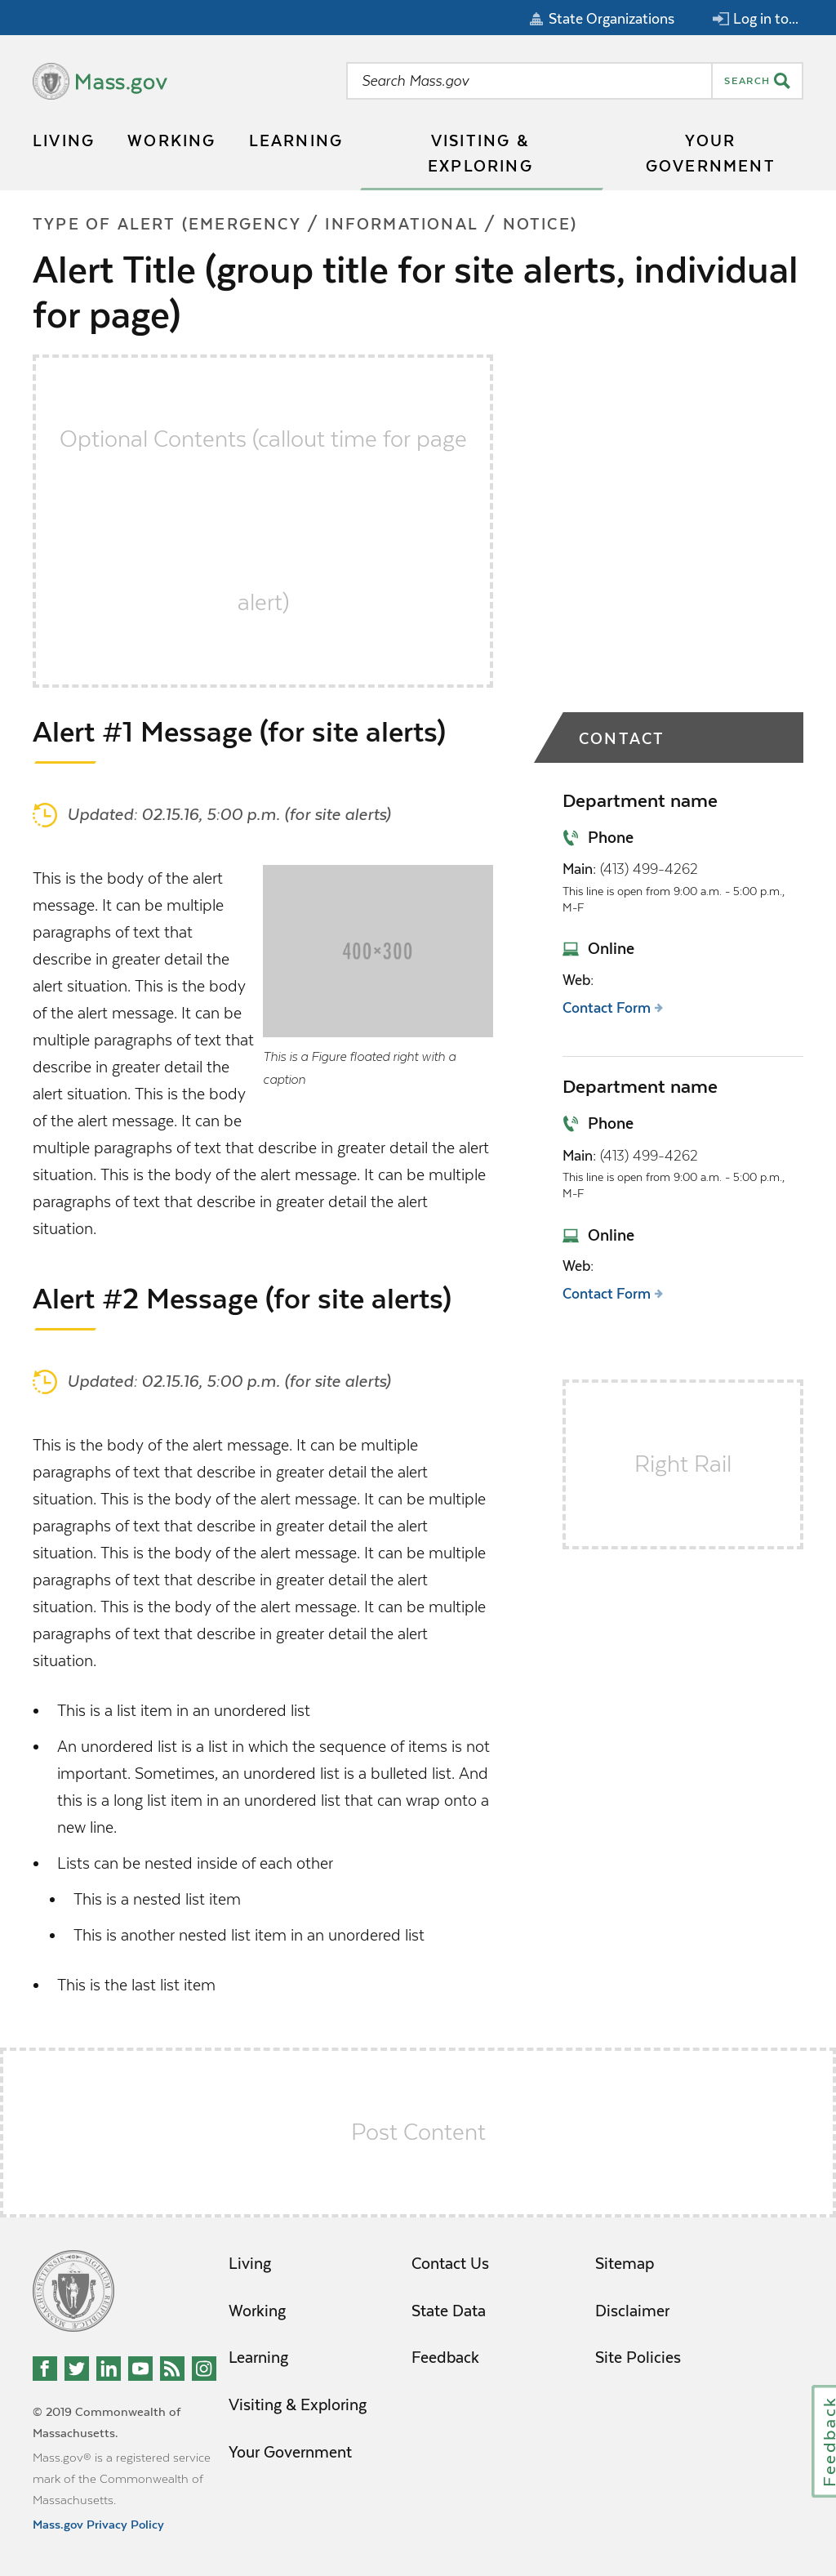 State Organizations
Log in to...
Mass.gov
Search Mass.gov
SEARCH
LIVING
WORKING
LEARNING
VISITING &
EXPLORING
YOUR
GOVERNMENT
TYPE OF ALERT (EMERGENCY / INFORMATIONAL / NOTICE)
Alert Title (group title for site alerts, individual
for page)
Optional Contents (callout time for page
alert)
Alert #1 Message (for site alerts)
Updated: 02.15.16, 5:00 p.m. (for site alerts)
This is the body of the alert
message. It can be multiple
paragraphs of text that
describe in greater detail the
alert situation. This is the body
of the alert message. It can be
multiple paragraphs of text that
describe in greater detail the
alert situation. This is the body
of the alert message. It can be
multiple paragraphs of text that describe in greater detail the alert
situation. This is the body of the alert message. It can be multiple
paragraphs of text that describe in greater detail the alert
situation.
400×300
This is a Figure floated right with a
caption
Alert #2 Message (for site alerts)
Updated: 02.15.16, 5:00 p.m. (for site alerts)
This is the body of the alert message. It can be multiple
paragraphs of text that describe in greater detail the alert
situation. This is the body of the alert message. It can be multiple
paragraphs of text that describe in greater detail the alert
situation. This is the body of the alert message. It can be multiple
paragraphs of text that describe in greater detail the alert
situation. This is the body of the alert message. It can be multiple
paragraphs of text that describe in greater detail the alert
situation.
This is a list item in an unordered list
An unordered list is a list in which the sequence of items is not
important. Sometimes, an unordered list is a bulleted list. And
this is a long list item in an unordered list that can wrap onto a
new line.
Lists can be nested inside of each other
This is a nested list item
This is another nested list item in an unordered list
This is the last list item
CONTACT
Department name
Phone
Main: (413) 499-4262
This line is open from 9:00 a.m. - 5:00 p.m.,
M-F
Online
Web:
Contact Form
Department name
Phone
Main: (413) 499-4262
This line is open from 9:00 a.m. - 5:00 p.m.,
M-F
Online
Web:
Contact Form
Right Rail
Post Content
Living
Working
Learning
Visiting & Exploring
Your Government
Contact Us
State Data
Feedback
Sitemap
Disclaimer
Site Policies
© 2019 Commonwealth of
Massachusetts.
Mass.gov® is a registered service
mark of the Commonwealth of
Massachusetts.
Mass.gov Privacy Policy
Feedback